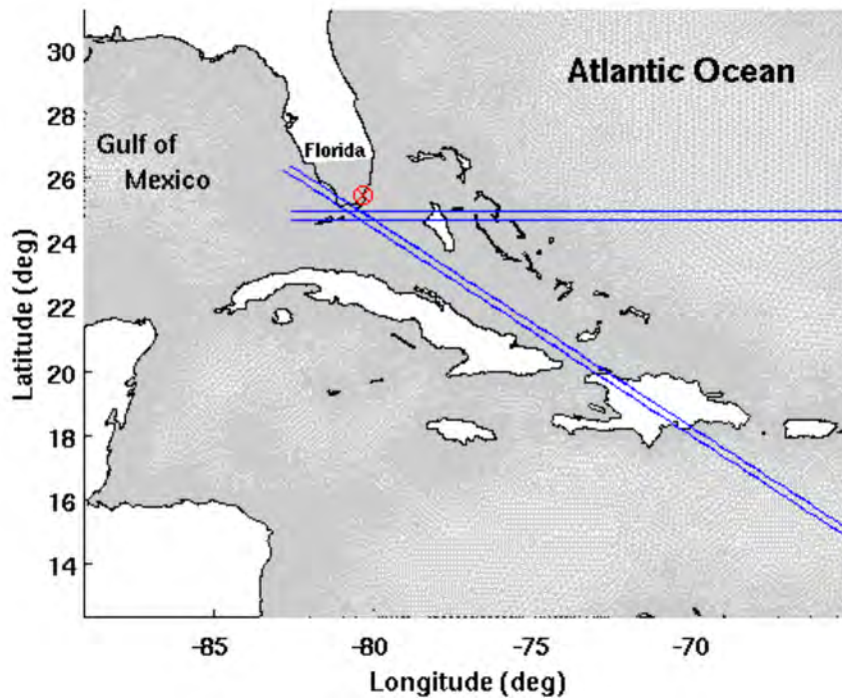 Atlantic Ocean
Gulf of
Mexico
Florida
Latitude (deg)
30
28
26
24
22
20
18
16
14
-85
-80
-75
-70
Longitude (deg)